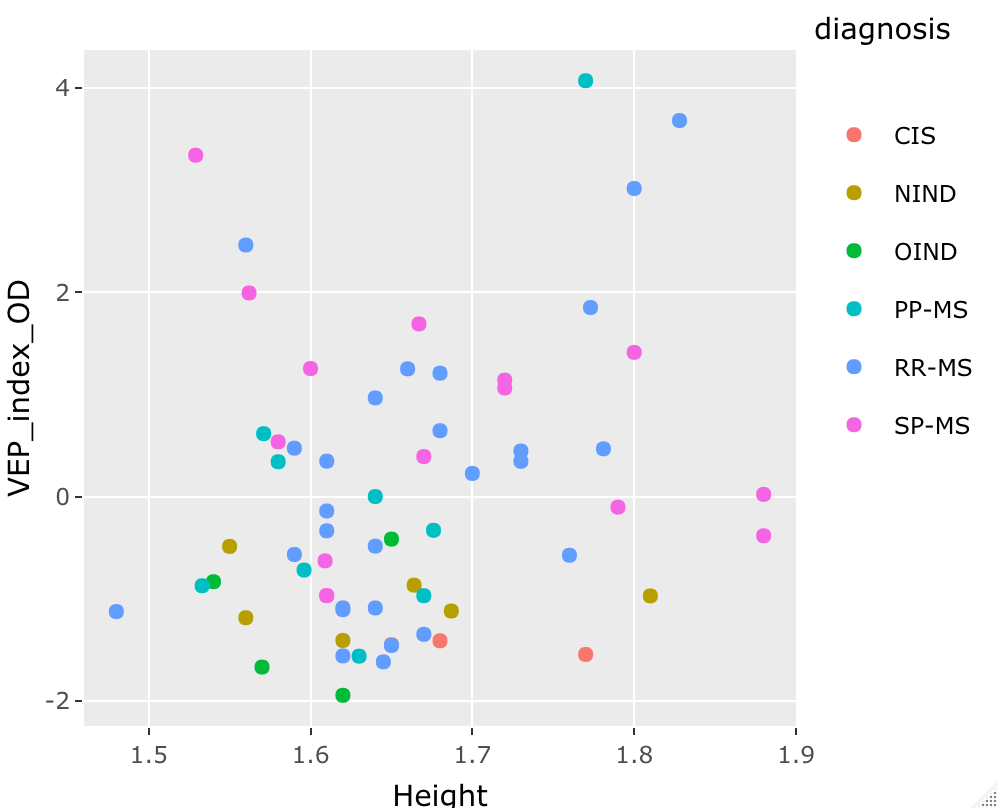 diagnosis
CIS
NIND
OIND
PP-MS
RR-MS
SP-MS
VEP_index_OD
4
2
0
-2
1.5 1.6 1.7 1.8 1.9
Height